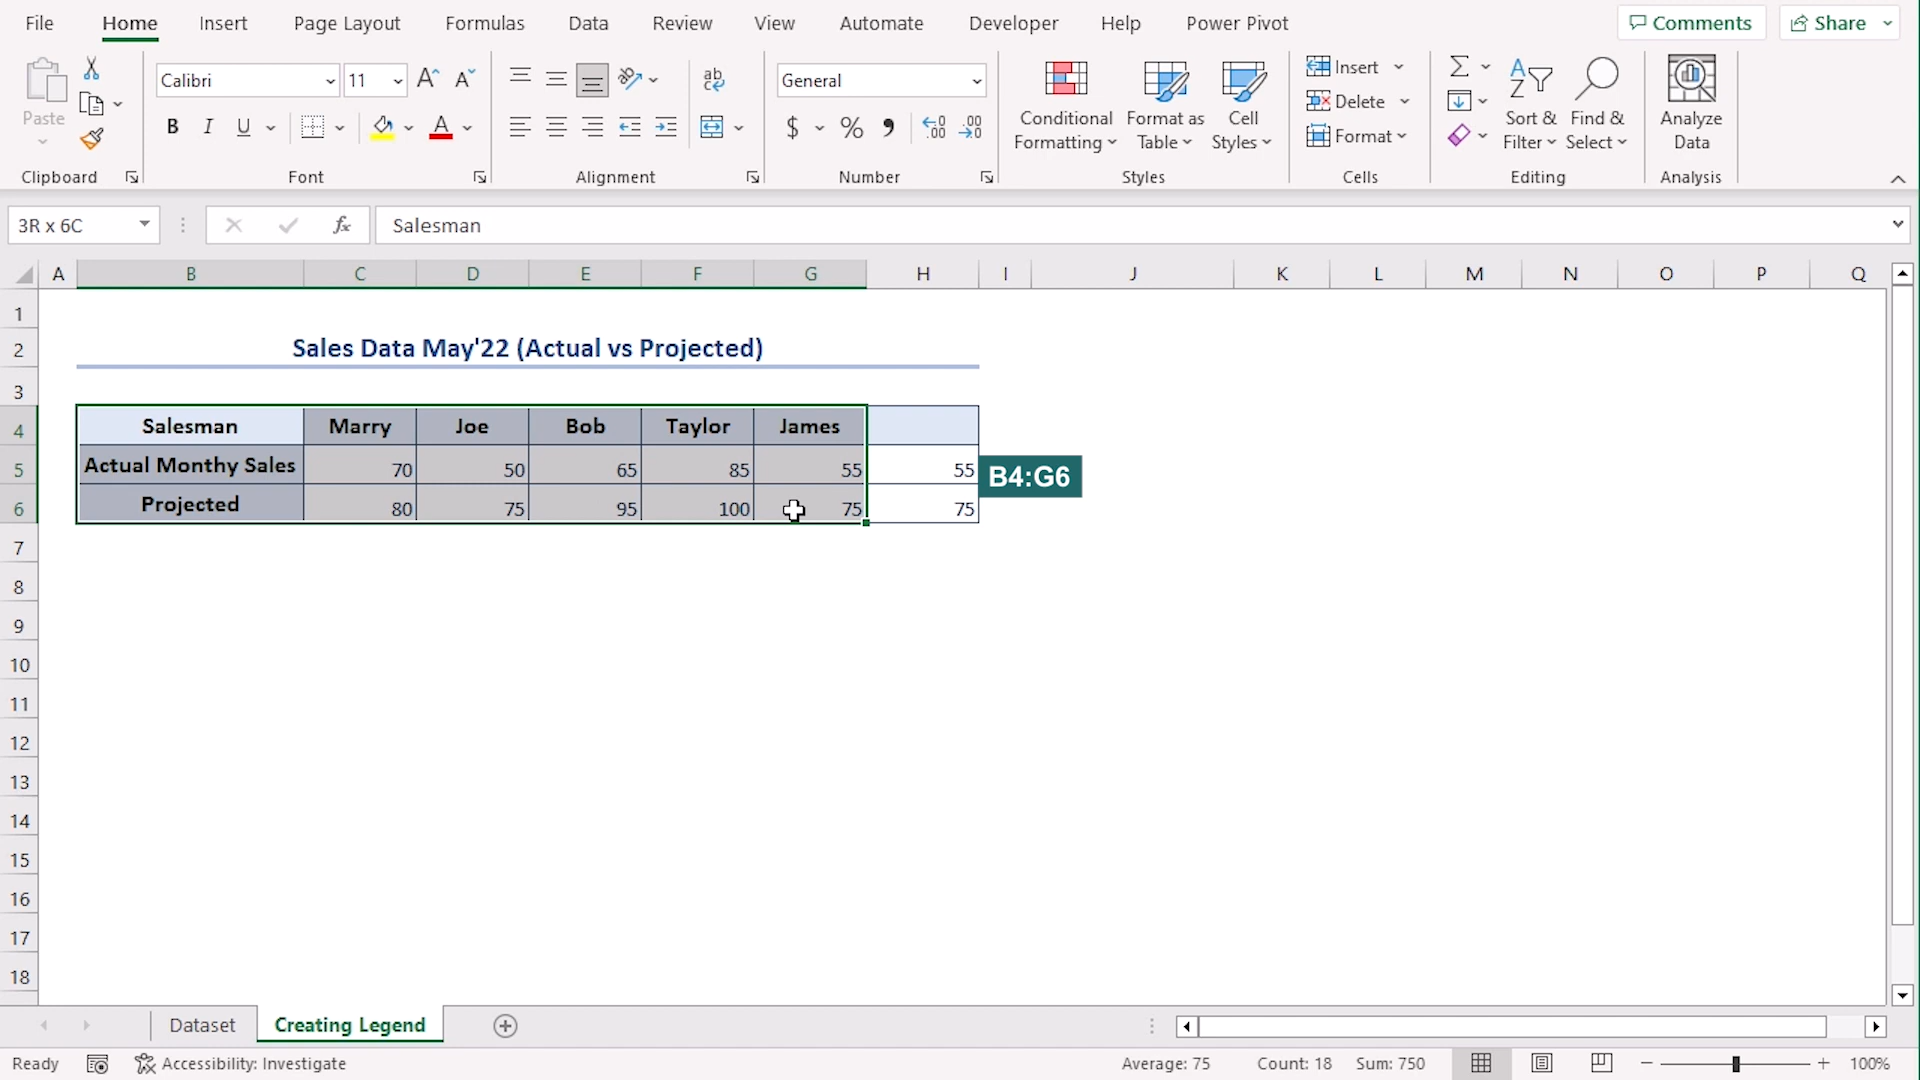 File Home Insert Page Layout Formulas Data Review View Automate Developer Help Power Pivot Comments Share
Calibri 11 General
Paste
Conditional Formatting
Format as Table
Cell Styles
Insert
Delete
Format
Sort & Filter
Find & Select
Analyze Data
Clipboard Font Alignment Number Styles Cells Editing Analysis
3R x 6C fx Salesman
A B C D E F G H I J K L M N O P Q
1
2 Sales Data May'22 (Actual vs Projected)
3
4 Salesman Marry Joe Bob Taylor James
5 Actual Monthy Sales 70 50 65 85 55 55 B4:G6
6 Projected 80 75 95 100 75 75
7
8
9
10
11
12
13
14
15
16
17
18
Dataset Creating Legend
Ready Accessibility: Investigate Average: 75 Count: 18 Sum: 750 100%